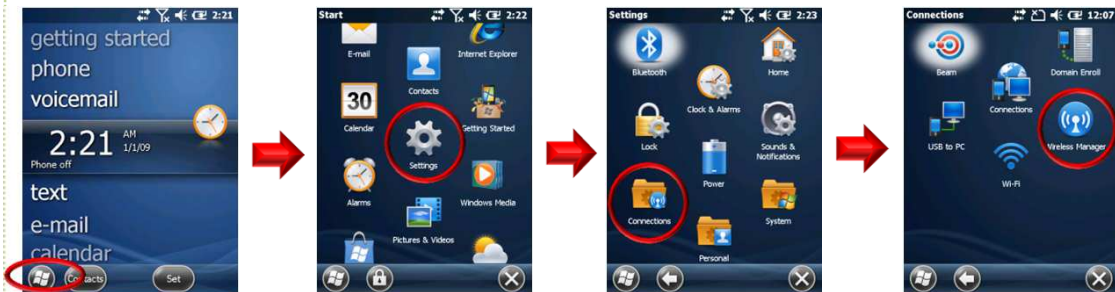 2:21
getting started
phone
voicemail
2:21 AM
1/1/09
Phone off
text
e-mail
calendar
Contacts
Set
Start
2:22
E-mail
Internet Explorer
Contacts
30
Calendar
Getting Started
Settings
Alarms
Windows Media
Pictures & Videos
Settings
2:23
Bluetooth
Home
Clock & Alarms
Lock
Sounds &
Notifications
Power
Connections
System
Personal
Connections
12:07
Beam
Domain Enroll
Connections
USB to PC
Wireless Manager
Wi-Fi